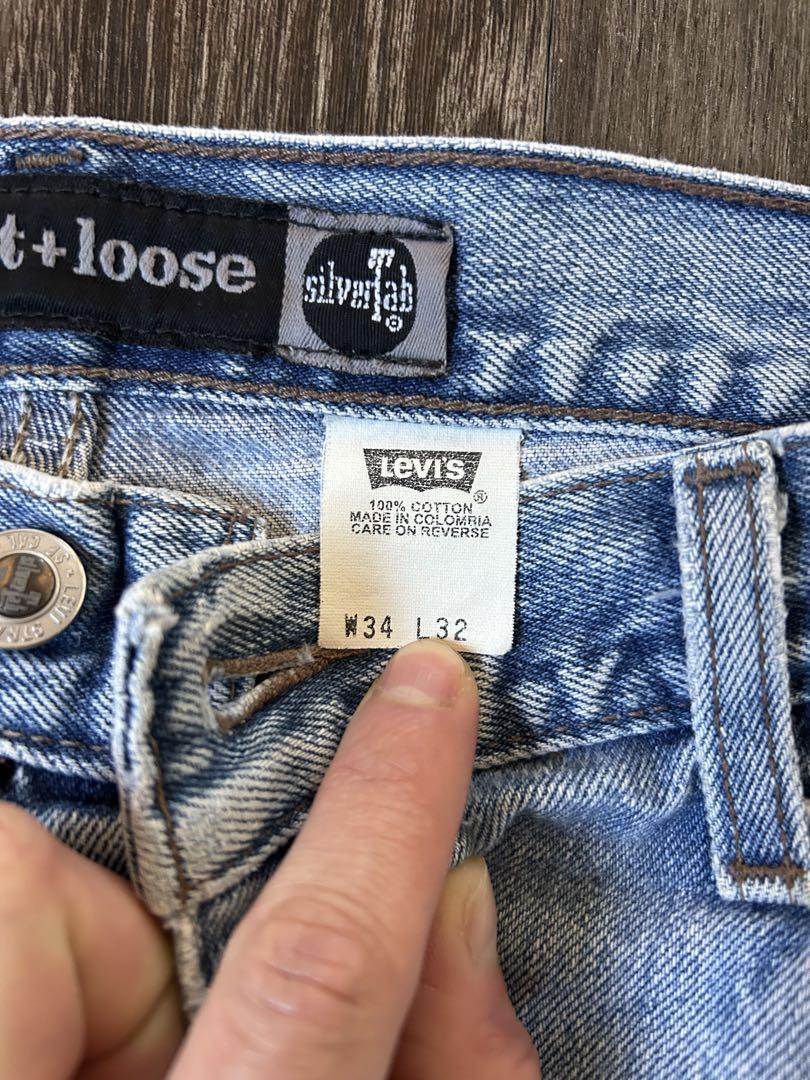 t+loose
silverTab
®
Levi's
®
100% COTTON
MADE IN COLOMBIA
CARE ON REVERSE
W34 L32